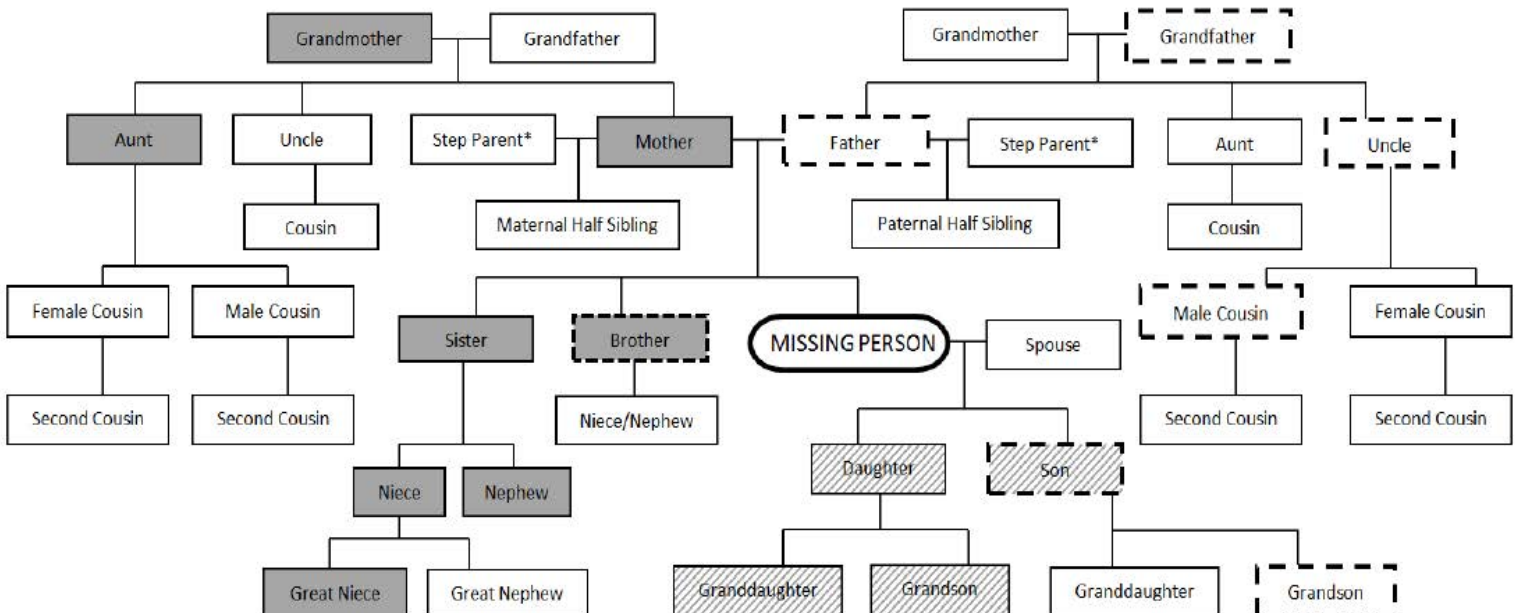 Grandmother
Grandfather
Grandmother
Grandfather
Aunt
Uncle
Step Parent*
Mother
Father
Step Parent*
Aunt
Uncle
Cousin
Maternal Half Sibling
Paternal Half Sibling
Cousin
Female Cousin
Male Cousin
Sister
Brother
MISSING PERSON
Spouse
Male Cousin
Female Cousin
Second Cousin
Second Cousin
Niece/Nephew
Second Cousin
Second Cousin
Niece
Nephew
Daughter
Son
Great Niece
Great Nephew
Granddaughter
Grandson
Granddaughter
Grandson